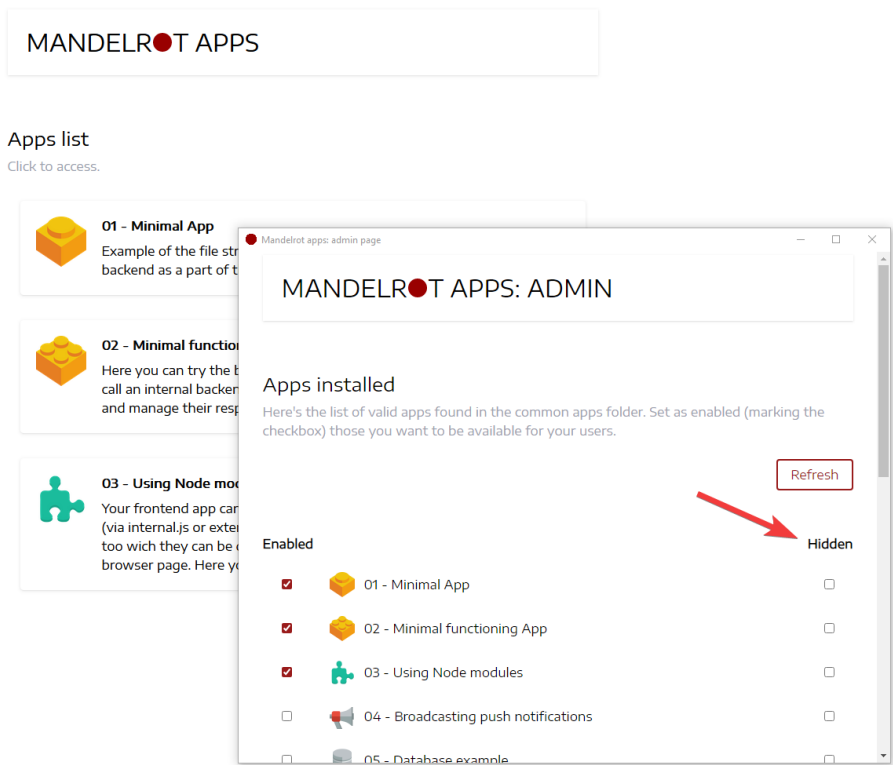 MANDELR●T APPS
Apps list
Click to access.
01 - Minimal App
Example of the file str
backend as a part of t
02 - Minimal function
Here you can try the b
call an internal backen
and manage their resp
03 - Using Node mod
Your frontend app can
(via internal.js or exter
too wich they can be
browser page. Here yo
Mandelrot apps: admin page
MANDELR●T APPS: ADMIN
Apps installed
Here's the list of valid apps found in the common apps folder. Set as enabled (marking the
checkbox) those you want to be available for your users.
Refresh
Enabled
Hidden
01 - Minimal App
02 - Minimal functioning App
03 - Using Node modules
04 - Broadcasting push notifications
05 - Database example